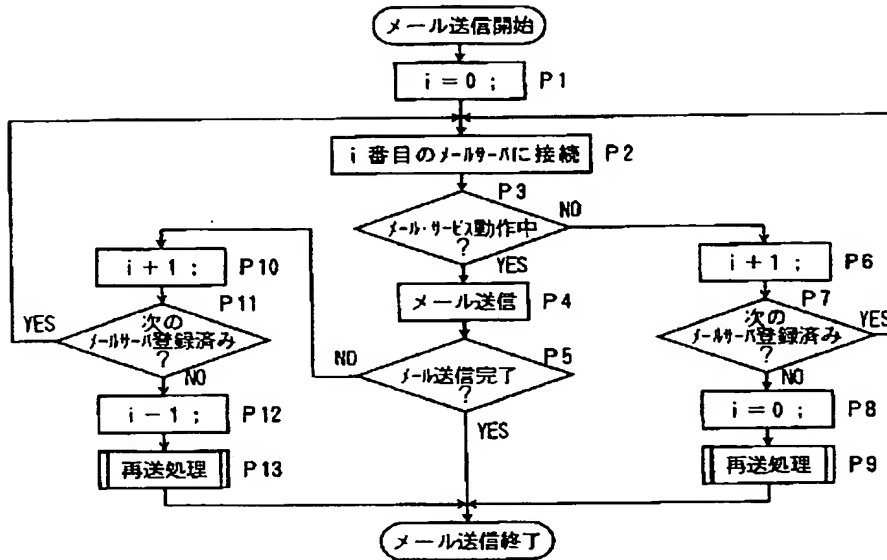 メール送信開始
i = 0 ;
P1
i 番目のメールサーバに接続
P2
P3
メール・サービス動作中
?
NO
YES
i + 1 ;
P10
メール送信
P4
i + 1 ;
P6
P11
YES
次の
メールサーバ登録済み
?
NO
P5
NO
メール送信完了
?
YES
P7
次の
メールサーバ登録済み
?
YES
NO
i - 1 ;
P12
i = 0 ;
P8
再送処理
P13
再送処理
P9
メール送信終了